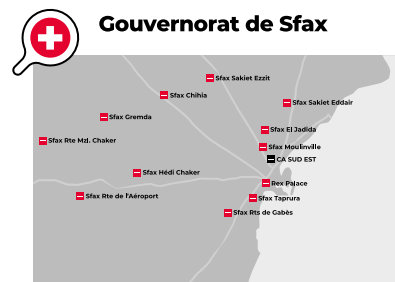 Gouvernorat de Sfax
Sfax Sakiet Ezzit
Sfax Chihia
Sfax Sakiet Eddair
Sfax Gremda
Sfax El Jadida
Sfax Rte Mzl. Chaker
Sfax Moulinville
CA SUD EST
Sfax Hédi Chaker
Rex Palace
Sfax Rte de l'Aéroport
Sfax Taprura
Sfax Rts de Gabès